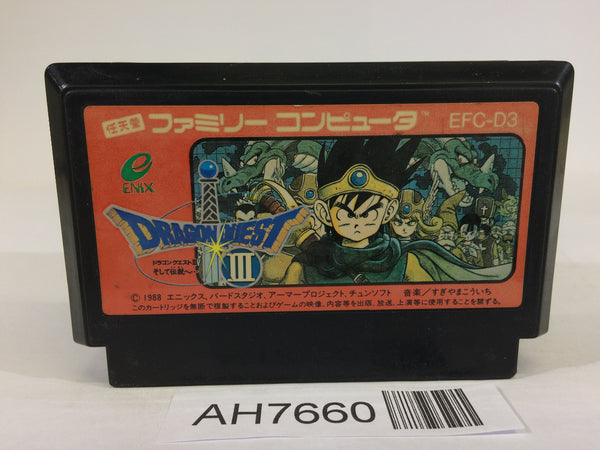 任天堂 ファミリー コンピュータ™ EFC-D3
ENIX
DRAGON QUEST
III
ドラゴンクエストIII
そして伝説へ…
© 1988 エニックス, バードスタジオ, アーマープロジェクト, チュンソフト 音楽/すぎやまこういち
このカートリッジを無断で複製することおよびゲームの映像、内容等を出版、放送、上演等に使用することを禁ずる。
AH7660